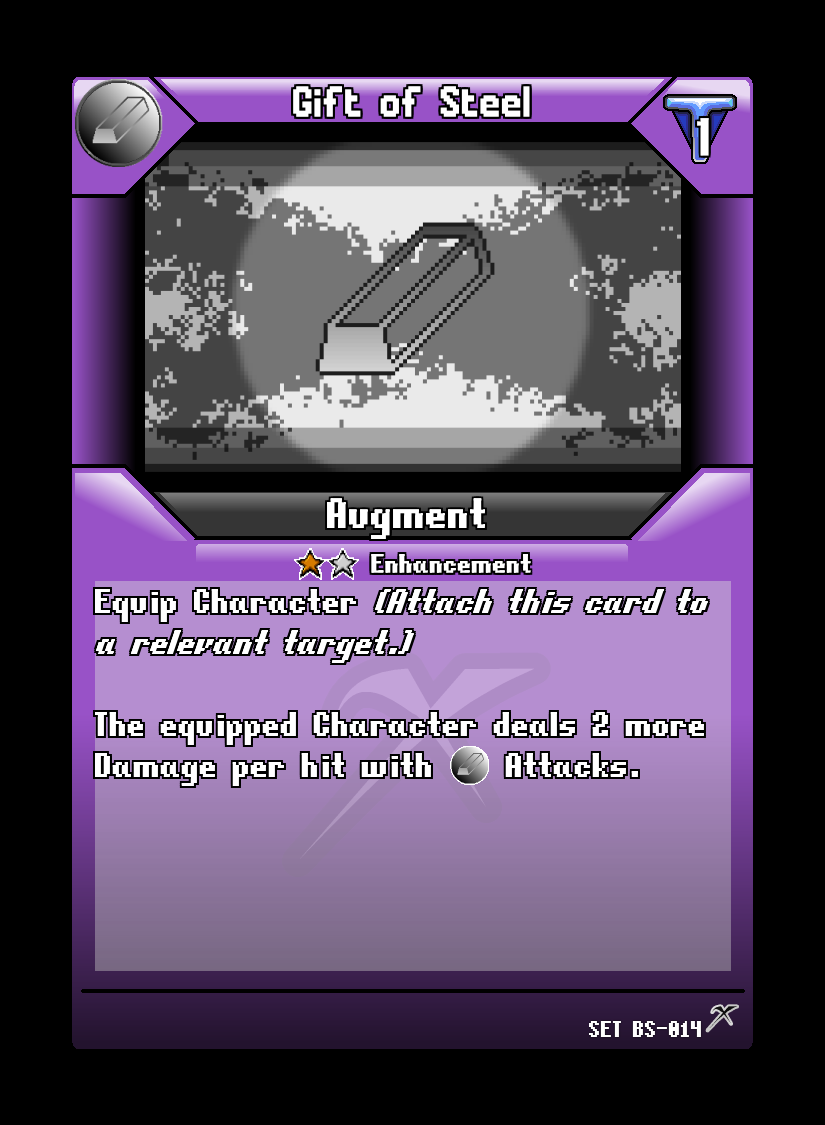 Gift of Steel
1
Augment
Enhancement
Equip Character (Attach this card to
a relevant target.)
The equipped Character deals 2 more
Damage per hit with Attacks.
SET BS-014